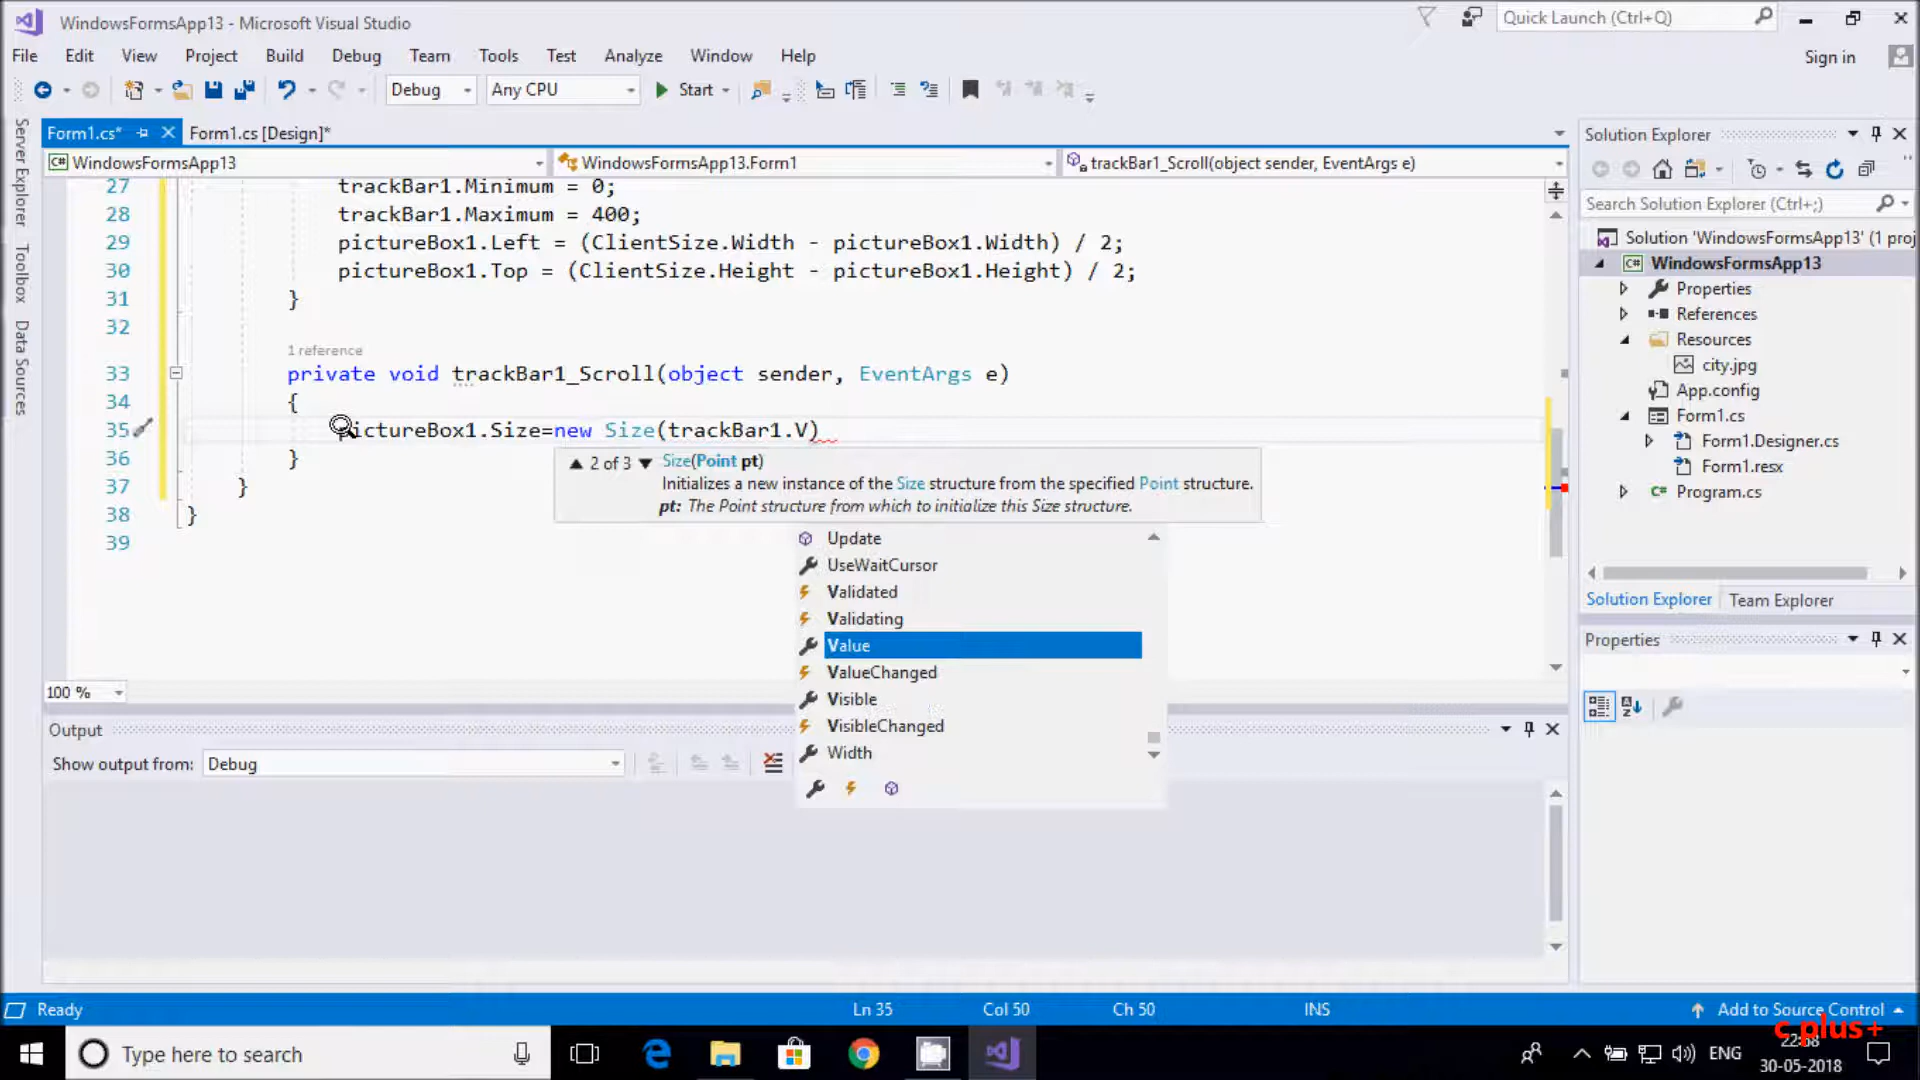 WindowsFormsApp13 - Microsoft Visual Studio
Quick Launch (Ctrl+Q)
File Edit View Project Build Debug Team Tools Test Analyze Window Help
Sign in
Debug Any CPU Start
Form1.cs* Form1.cs [Design]*
WindowsFormsApp13 WindowsFormsApp13.Form1 trackBar1_Scroll(object sender, EventArgs e)
Server Explorer
Toolbox
Data Sources
27 trackBar1.Minimum = 0;
28 trackBar1.Maximum = 400;
29 pictureBox1.Left = (ClientSize.Width - pictureBox1.Width) / 2;
30 pictureBox1.Top = (ClientSize.Height - pictureBox1.Height) / 2;
31 }
32
1 reference
33 private void trackBar1_Scroll(object sender, EventArgs e)
34 {
35 pictureBox1.Size=new Size(trackBar1.V)
36 }
37 }
38 }
39
2 of 3 Size(Point pt)
Initializes a new instance of the Size structure from the specified Point structure.
pt: The Point structure from which to initialize this Size structure.
Update
UseWaitCursor
Validated
Validating
Value
ValueChanged
Visible
VisibleChanged
Width
100 %
Output
Show output from: Debug
Solution Explorer
Search Solution Explorer (Ctrl+;)
Solution 'WindowsFormsApp13' (1 proj
C# WindowsFormsApp13
Properties
References
Resources
city.jpg
App.config
Form1.cs
Form1.Designer.cs
Form1.resx
C# Program.cs
Solution Explorer Team Explorer
Properties
Ready Ln 35 Col 50 Ch 50 INS Add to Source Control
c plus+
Type here to search
ENG
30-05-2018